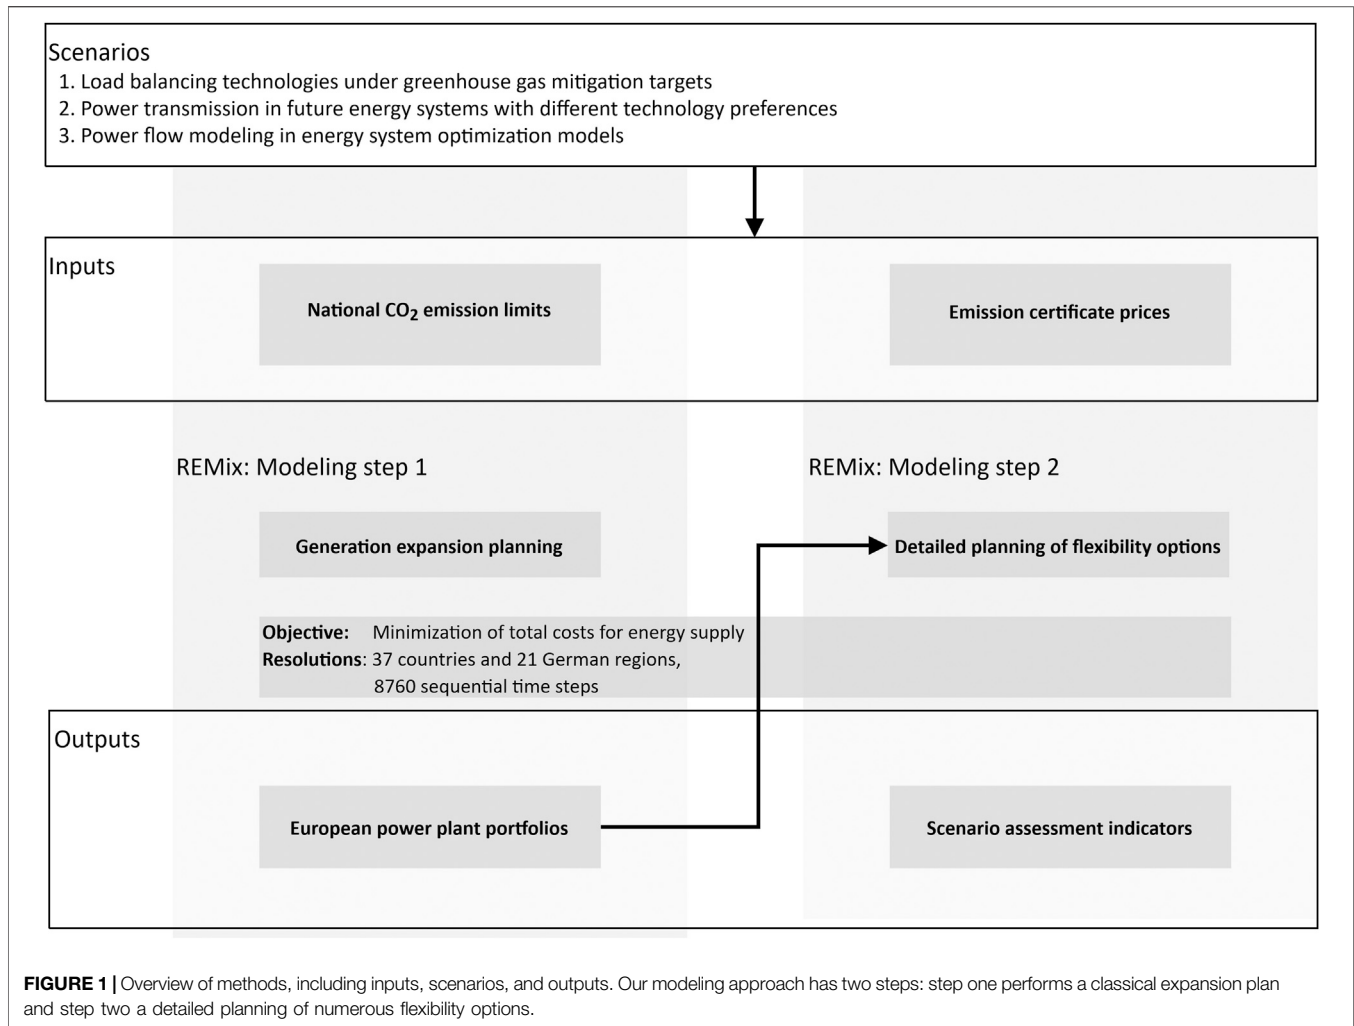 Scenarios
1. Load balancing technologies under greenhouse gas mitigation targets
2. Power transmission in future energy systems with different technology preferences
3. Power flow modeling in energy system optimization models
Inputs
National CO2 emission limits
Emission certificate prices
REMix: Modeling step 1
REMix: Modeling step 2
Generation expansion planning
Detailed planning of flexibility options
Objective: Minimization of total costs for energy supply
Resolutions: 37 countries and 21 German regions,
8760 sequential time steps
Outputs
European power plant portfolios
Scenario assessment indicators
FIGURE 1 | Overview of methods, including inputs, scenarios, and outputs. Our modeling approach has two steps: step one performs a classical expansion plan
and step two a detailed planning of numerous flexibility options.